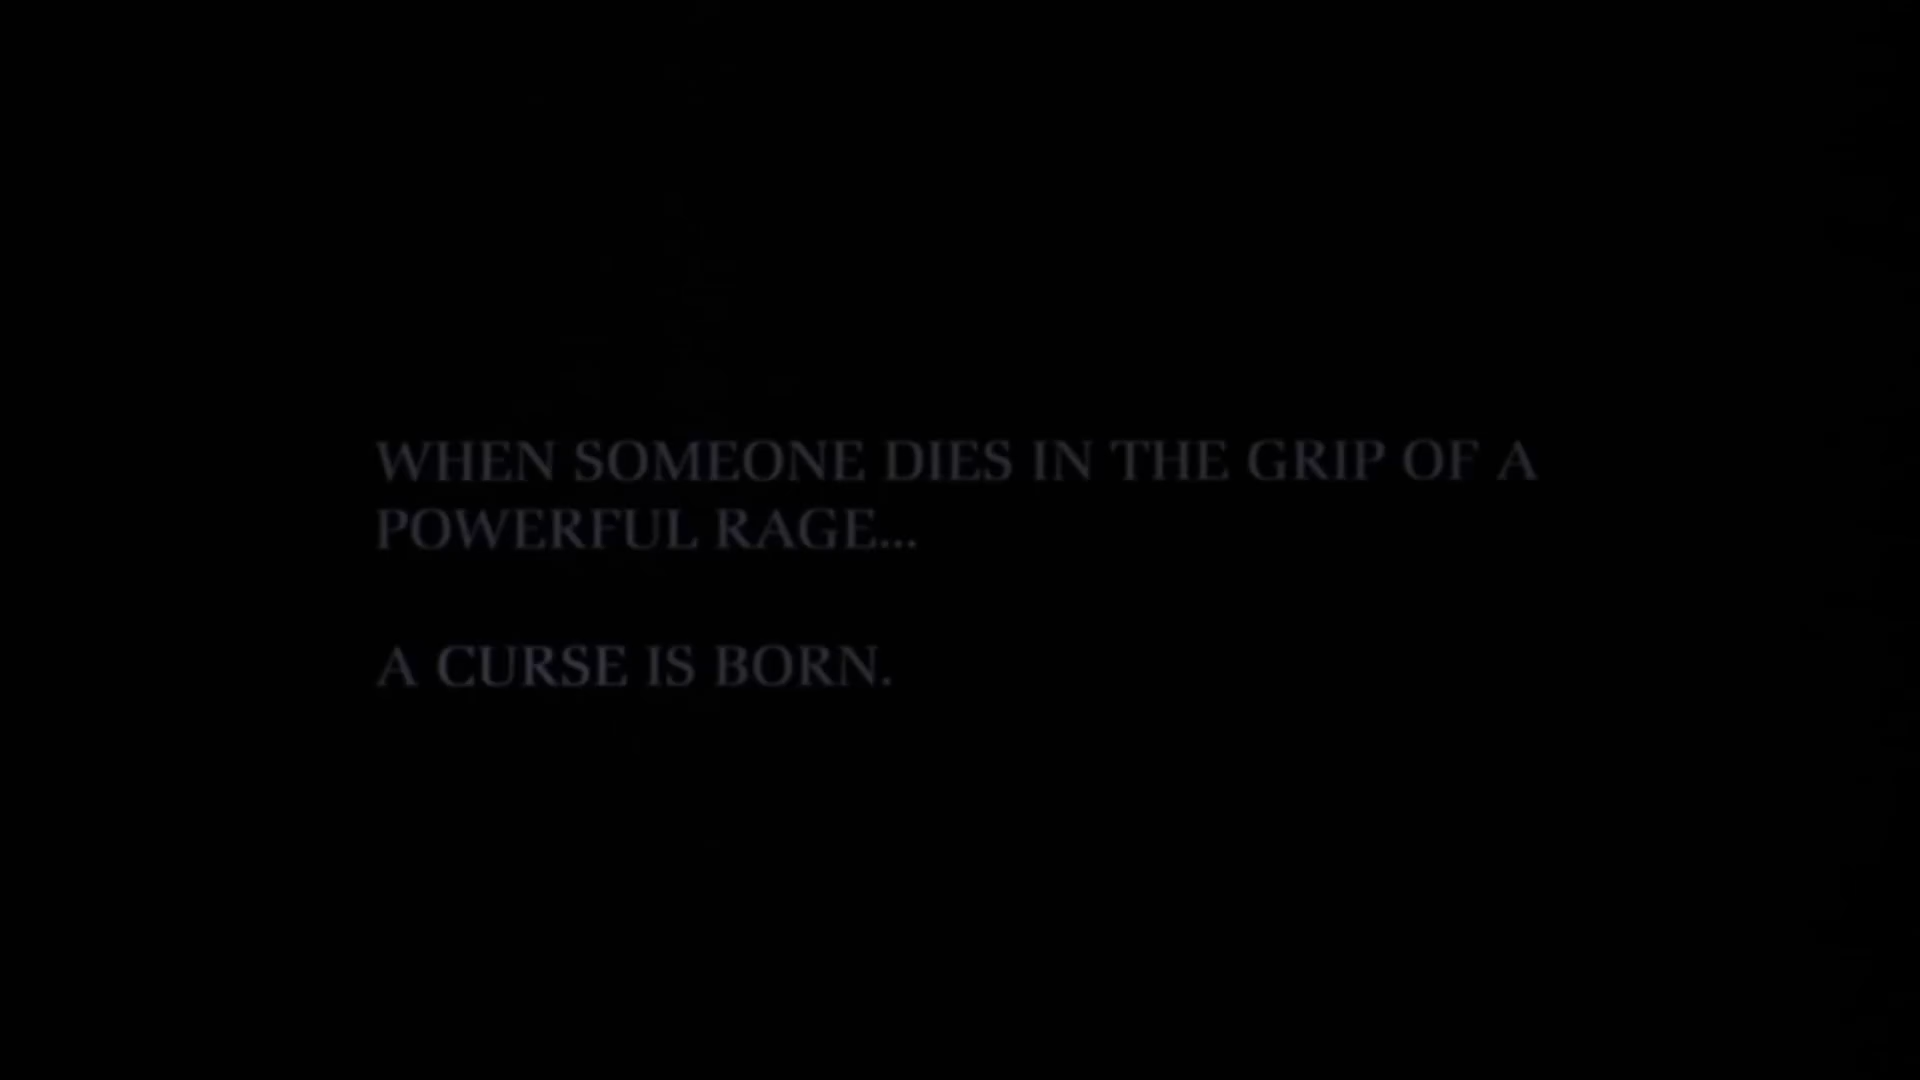 WHEN SOMEONE DIES IN THE GRIP OF A
POWERFUL RAGE...
A CURSE IS BORN.